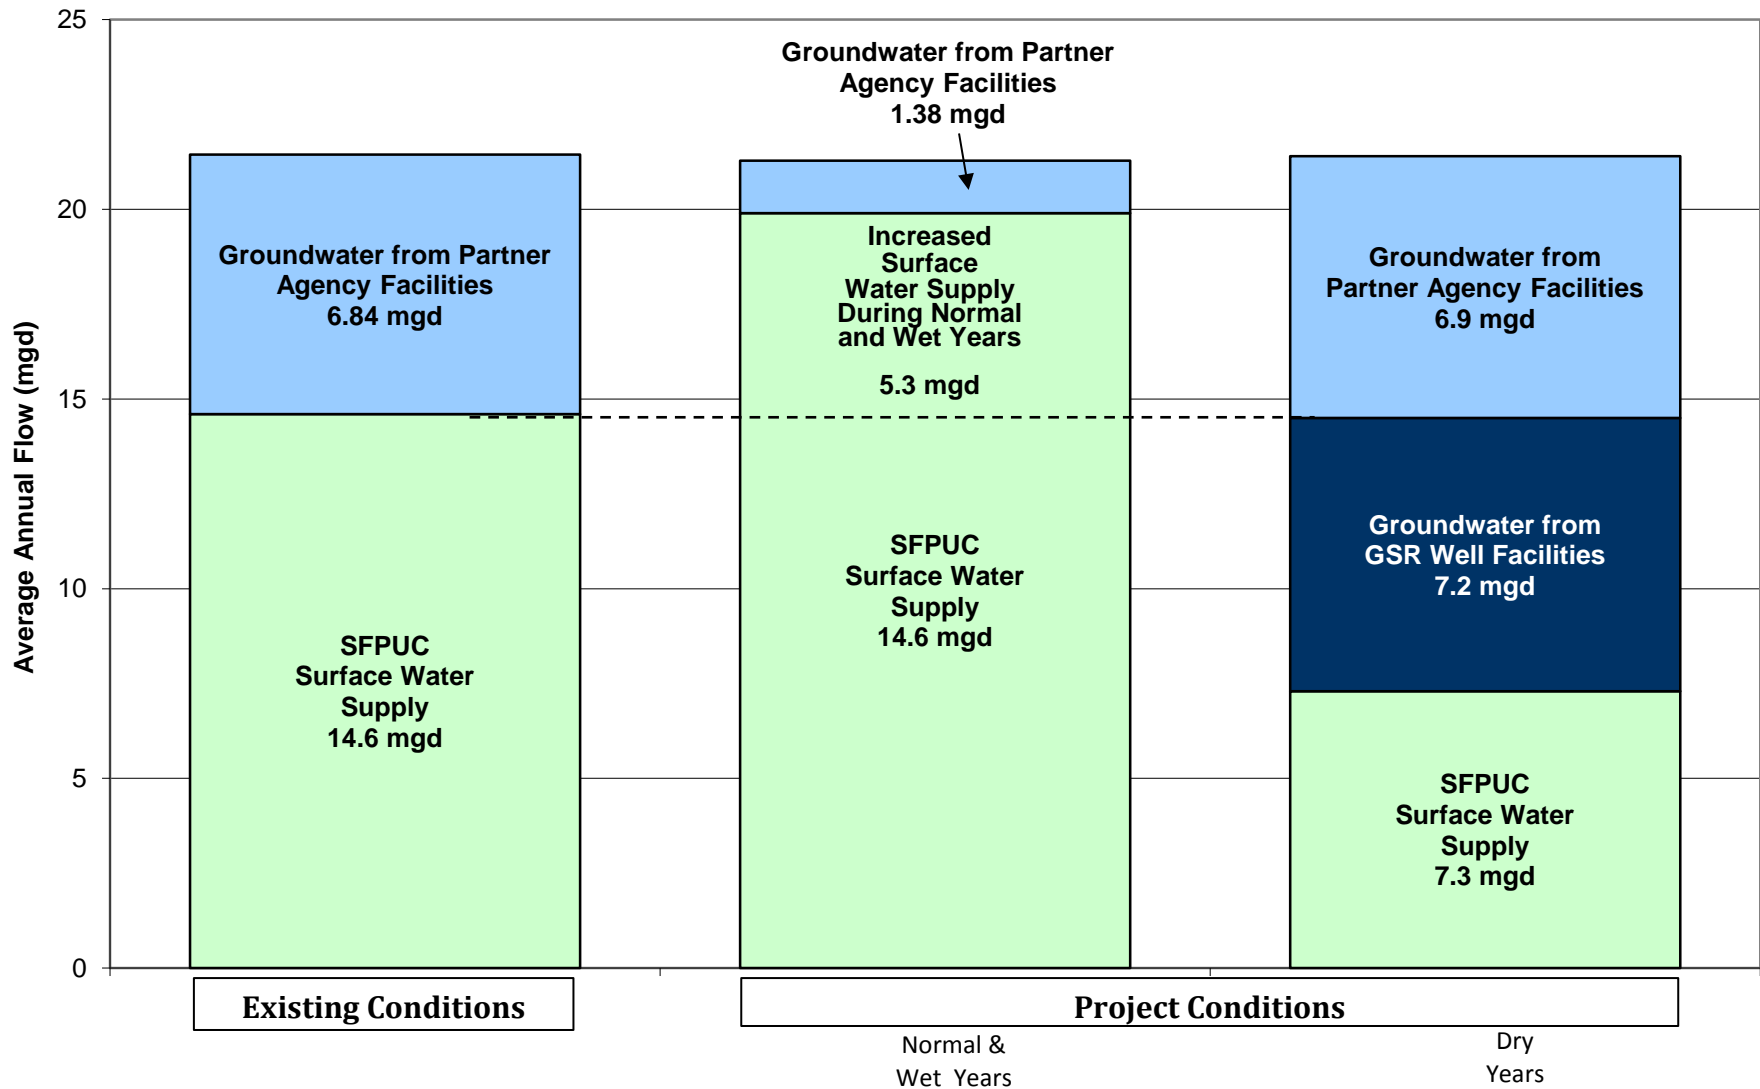 Average Annual Flow (mgd)
25
20
15
10
5
0
Groundwater from Partner
Agency Facilities
6.84 mgd
SFPUC
Surface Water
Supply
14.6 mgd
Groundwater from Partner
Agency Facilities
1.38 mgd
Increased
Surface
Water Supply
During Normal
and Wet Years
5.3 mgd
SFPUC
Surface Water
Supply
14.6 mgd
Groundwater from
Partner Agency Facilities
6.9 mgd
Groundwater from
GSR Well Facilities
7.2 mgd
SFPUC
Surface Water
Supply
7.3 mgd
Existing Conditions
Project Conditions
Normal &
Wet Years
Dry
Years